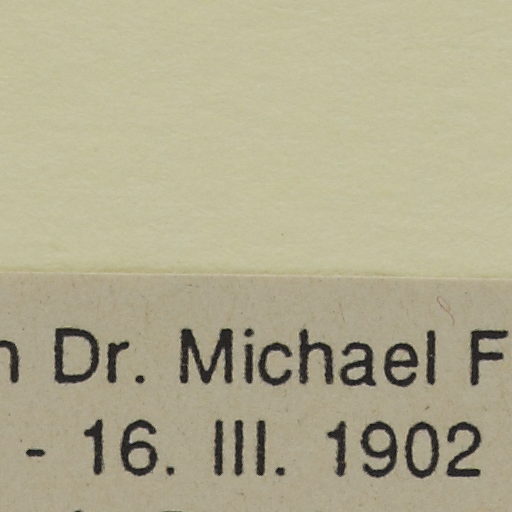 n Dr. Michael F
- 16. III. 1902